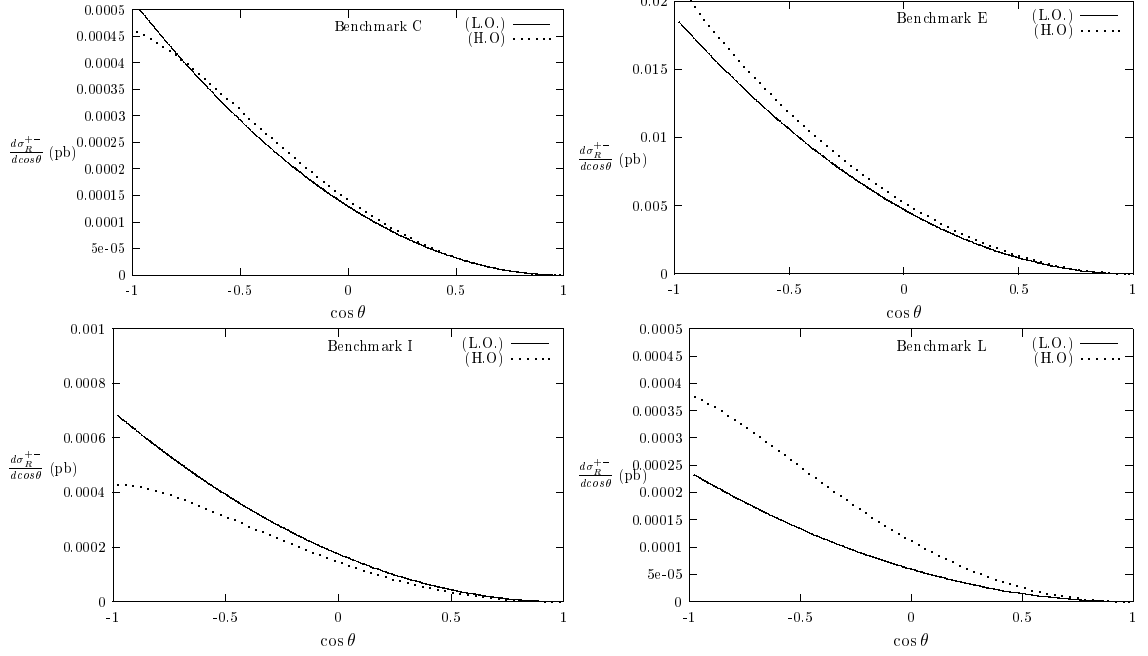 Benchmark C
(L.O.)
(H.O)
0.0005
0.00045
0.0004
0.00035
0.0003
0.00025
0.0002
0.00015
0.0001
5e-05
0
dσ_R^{+-}/dcosθ (pb)
-1 -0.5 0 0.5 1
cos θ
Benchmark E
(L.O.)
(H.O)
0.02
0.015
0.01
0.005
0
dσ_R^{+-}/dcosθ (pb)
-1 -0.5 0 0.5 1
cos θ
Benchmark I
(L.O.)
(H.O)
0.001
0.0008
0.0006
0.0004
0.0002
0
dσ_R^{+-}/dcosθ (pb)
-1 -0.5 0 0.5 1
cos θ
Benchmark L
(L.O.)
(H.O)
0.0005
0.00045
0.0004
0.00035
0.0003
0.00025
0.0002
0.00015
0.0001
5e-05
0
dσ_R^{+-}/dcosθ (pb)
-1 -0.5 0 0.5 1
cos θ